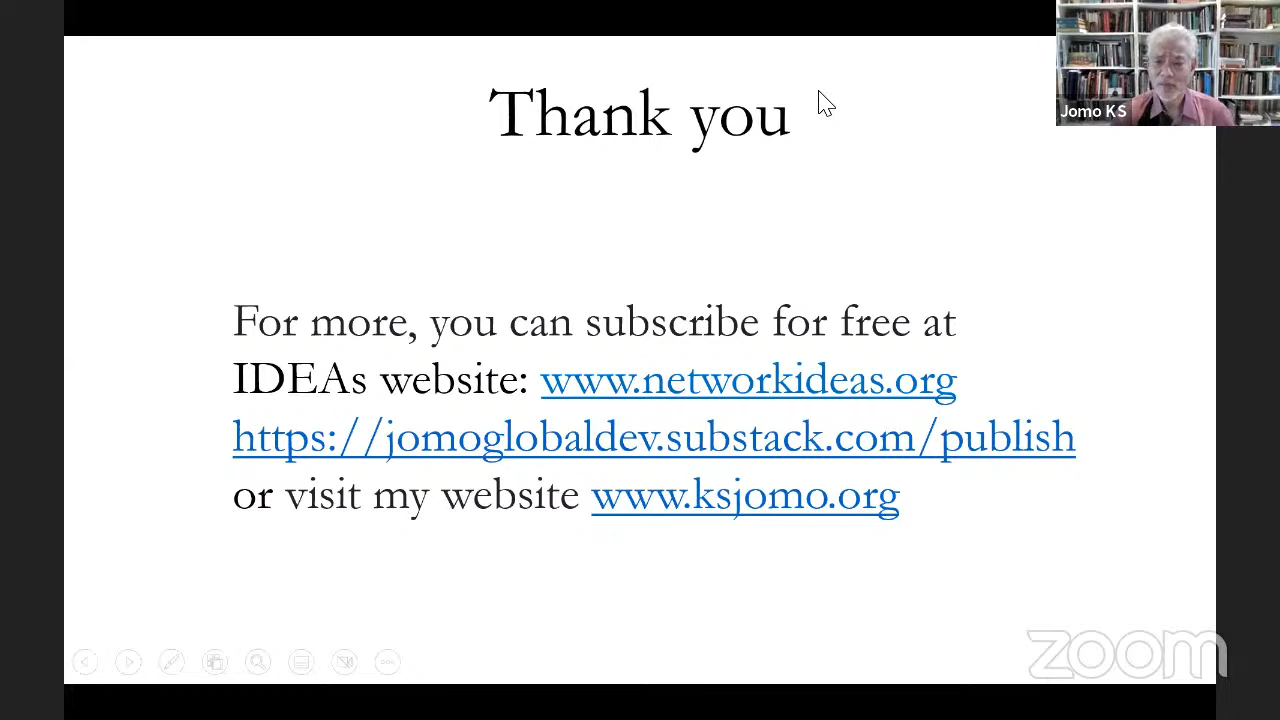 Thank you
Jomo KS
For more, you can subscribe for free at
IDEAs website: www.networkideas.org
https://jomoglobaldev.substack.com/publish
or visit my website www.ksjomo.org
zoom